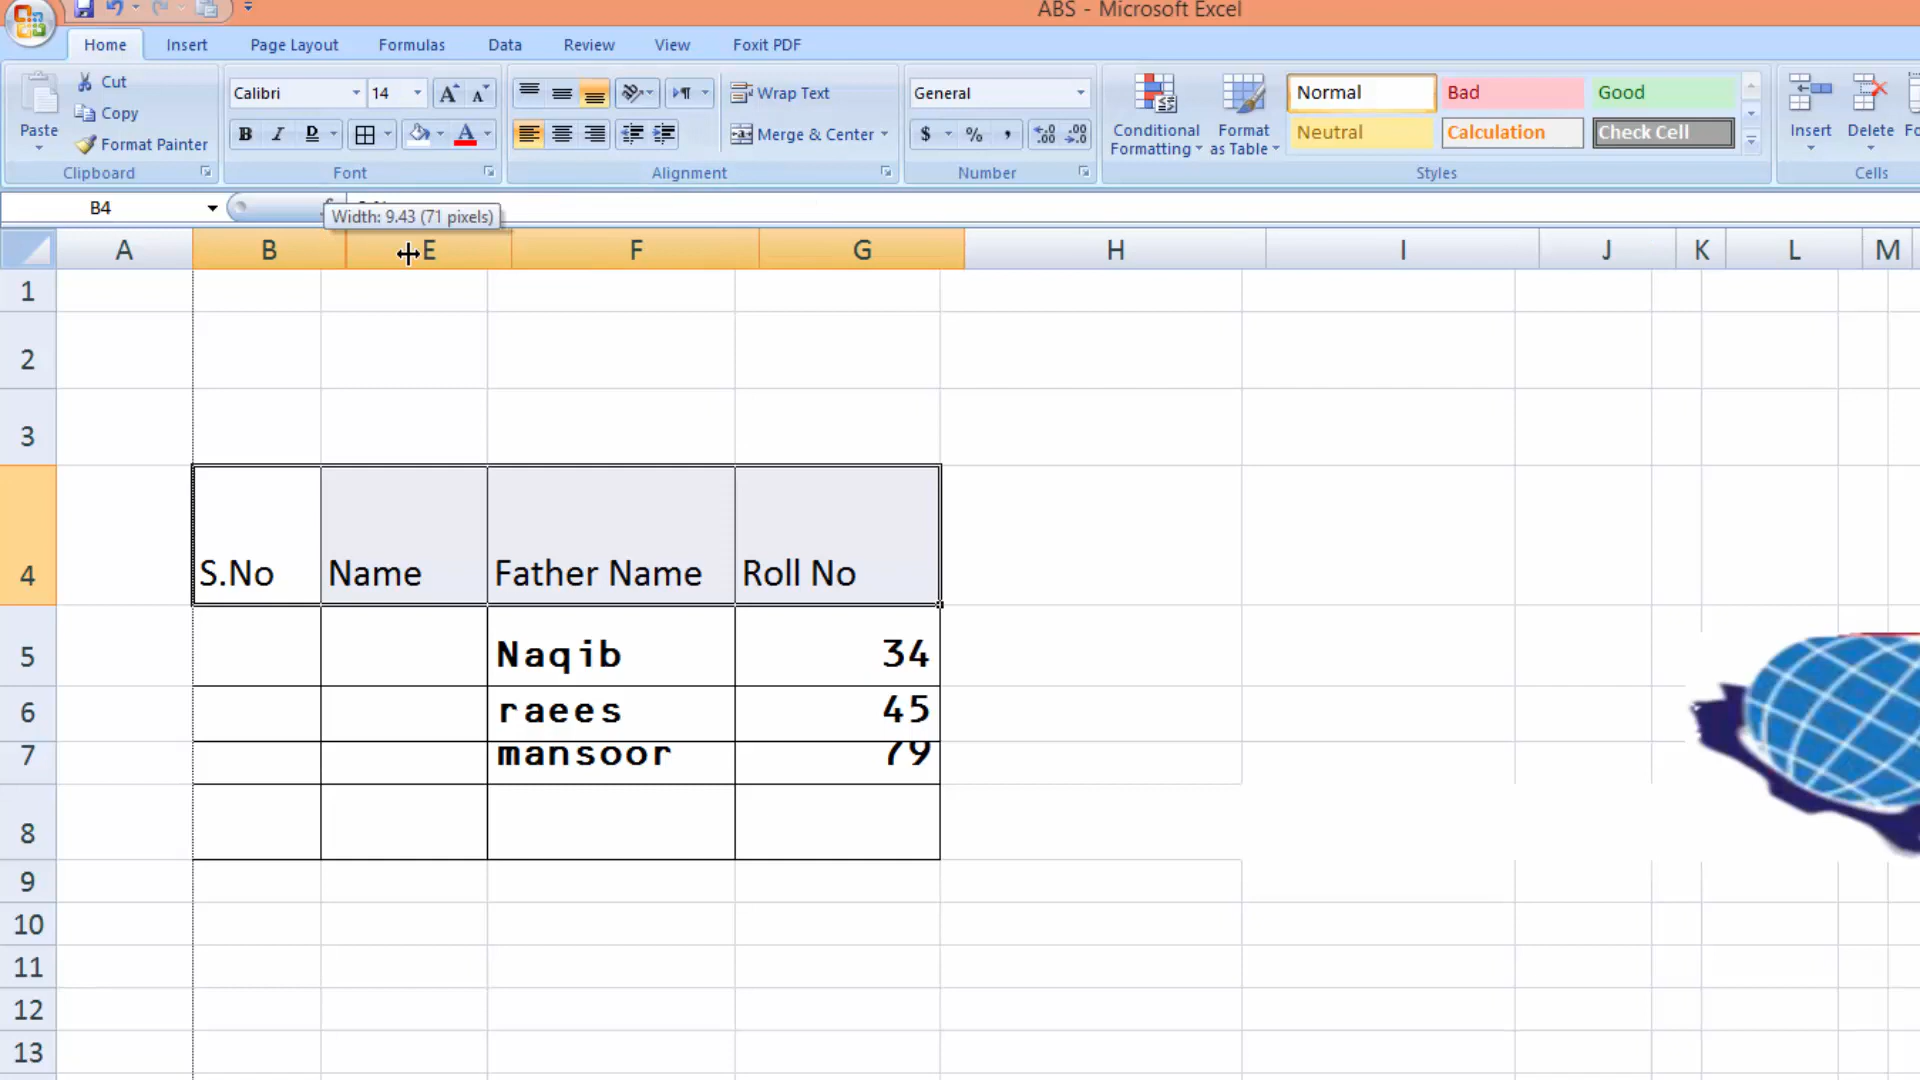 ABS - Microsoft Excel
Home Insert Page Layout Formulas Data Review View Foxit PDF
Paste
Cut
Copy
Format Painter
Clipboard
Calibri 14
B I D A
Font
Wrap Text
Merge & Center
Alignment
General
$ % ,
Number
Conditional Formatting
Format as Table
Normal Bad Good
Neutral Calculation Check Cell
Styles
Insert Delete
Cells
B4
Width: 9.43 (71 pixels)
A B E F G H I J K L M
1
2
3
4 S.No Name Father Name Roll No
5 Naqib 34
6 raees 45
7 mansoor 79
8
9
10
11
12
13